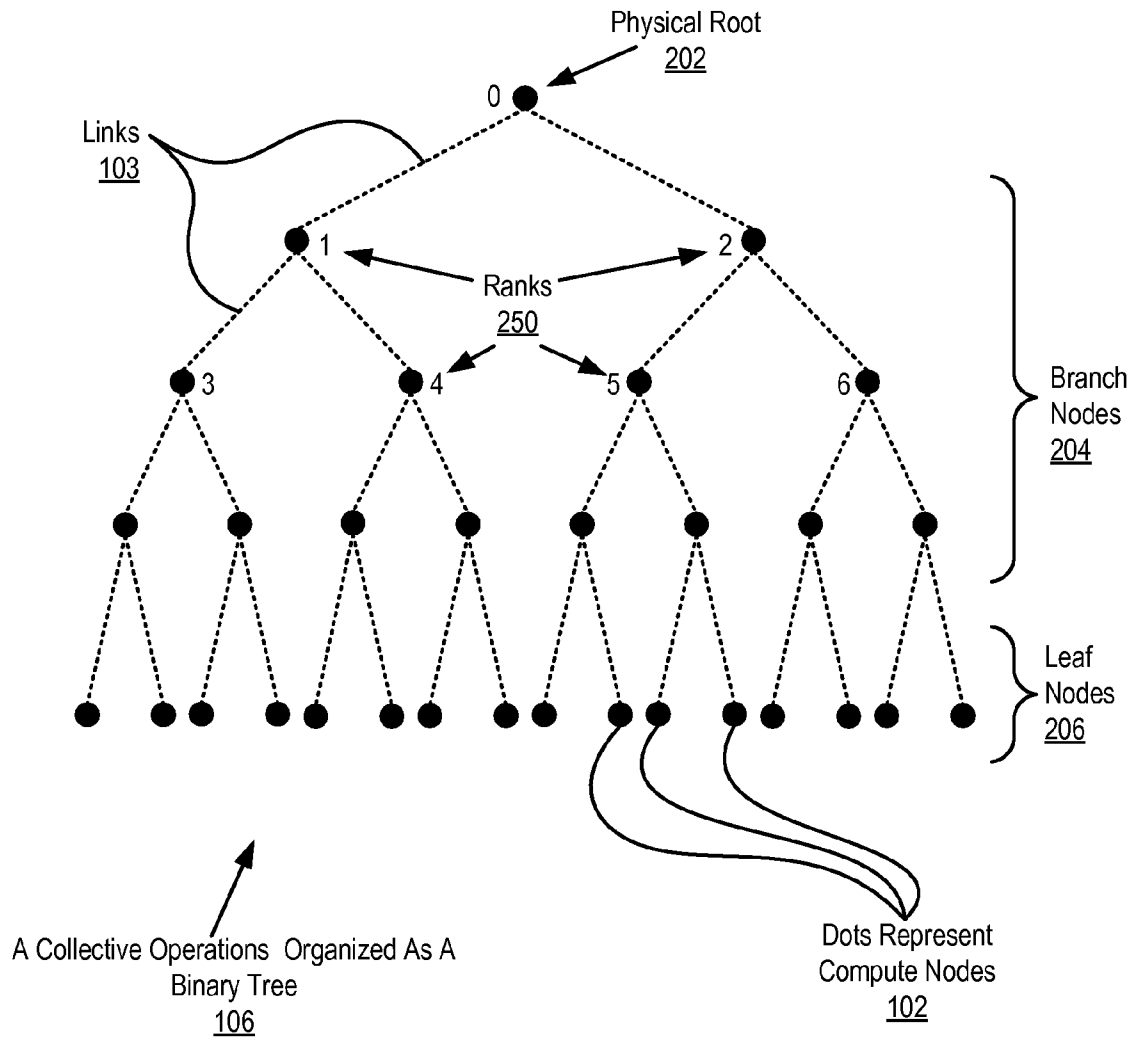 Physical Root
202
0
Links
103
1
2
Ranks
250
3
4
5
6
Branch
Nodes
204
Leaf
Nodes
206
A Collective Operations Organized As A
Binary Tree
106
Dots Represent
Compute Nodes
102